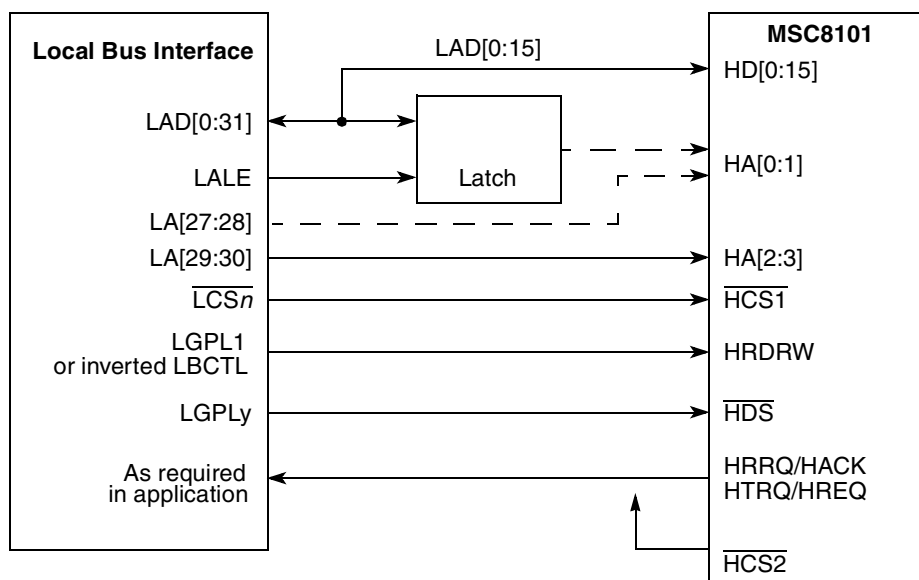 Local Bus Interface
LAD[0:31]
LALE
LA[27:28]
LA[29:30]
LCSn
LGPL1
or inverted LBCTL
LGPLy
As required
in application
LAD[0:15]
Latch
MSC8101
HD[0:15]
HA[0:1]
HA[2:3]
HCS1
HRDRW
HDS
HRRQ/HACK
HTRQ/HREQ
HCS2